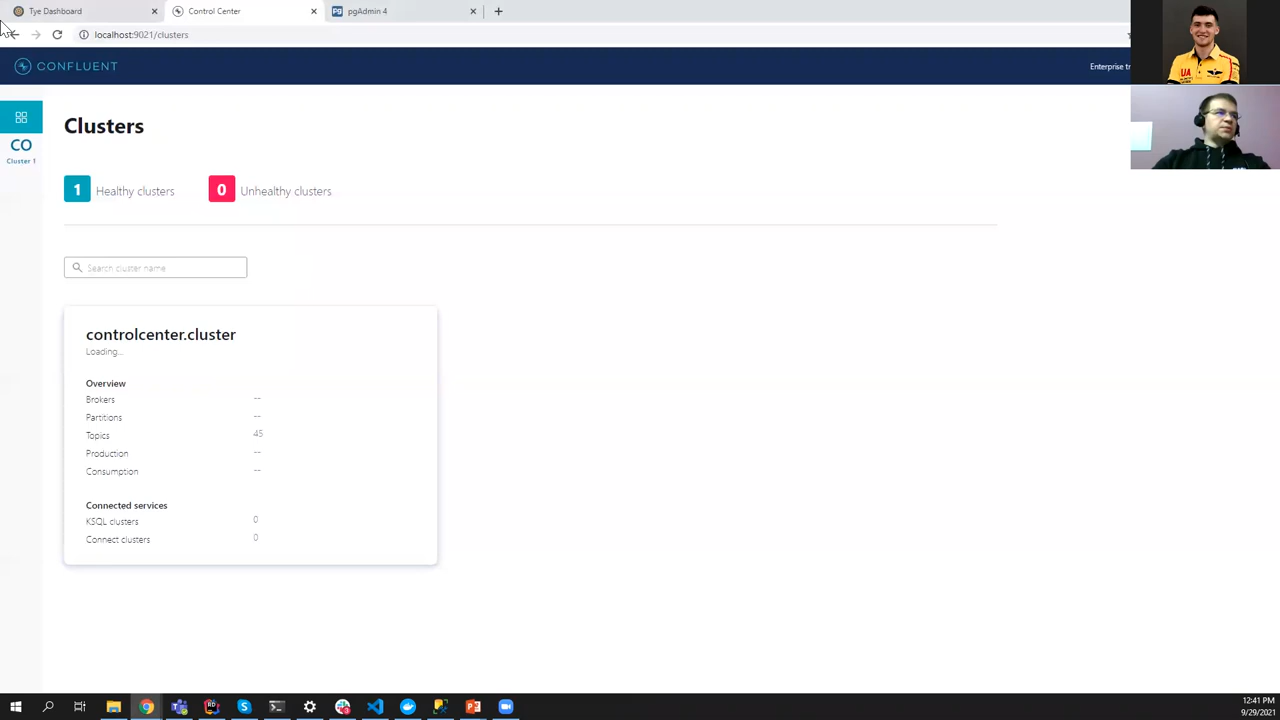 Tye Dashboard
Control Center
pgAdmin 4
localhost:9021/clusters
CONFLUENT
Enterprise
UA
CO
Cluster 1
Clusters
1 Healthy clusters
0 Unhealthy clusters
Search cluster name
controlcenter.cluster
Loading...
Overview
Brokers --
Partitions --
Topics 45
Production --
Consumption --
Connected services
KSQL clusters 0
Connect clusters 0
12:41 PM
9/29/2021